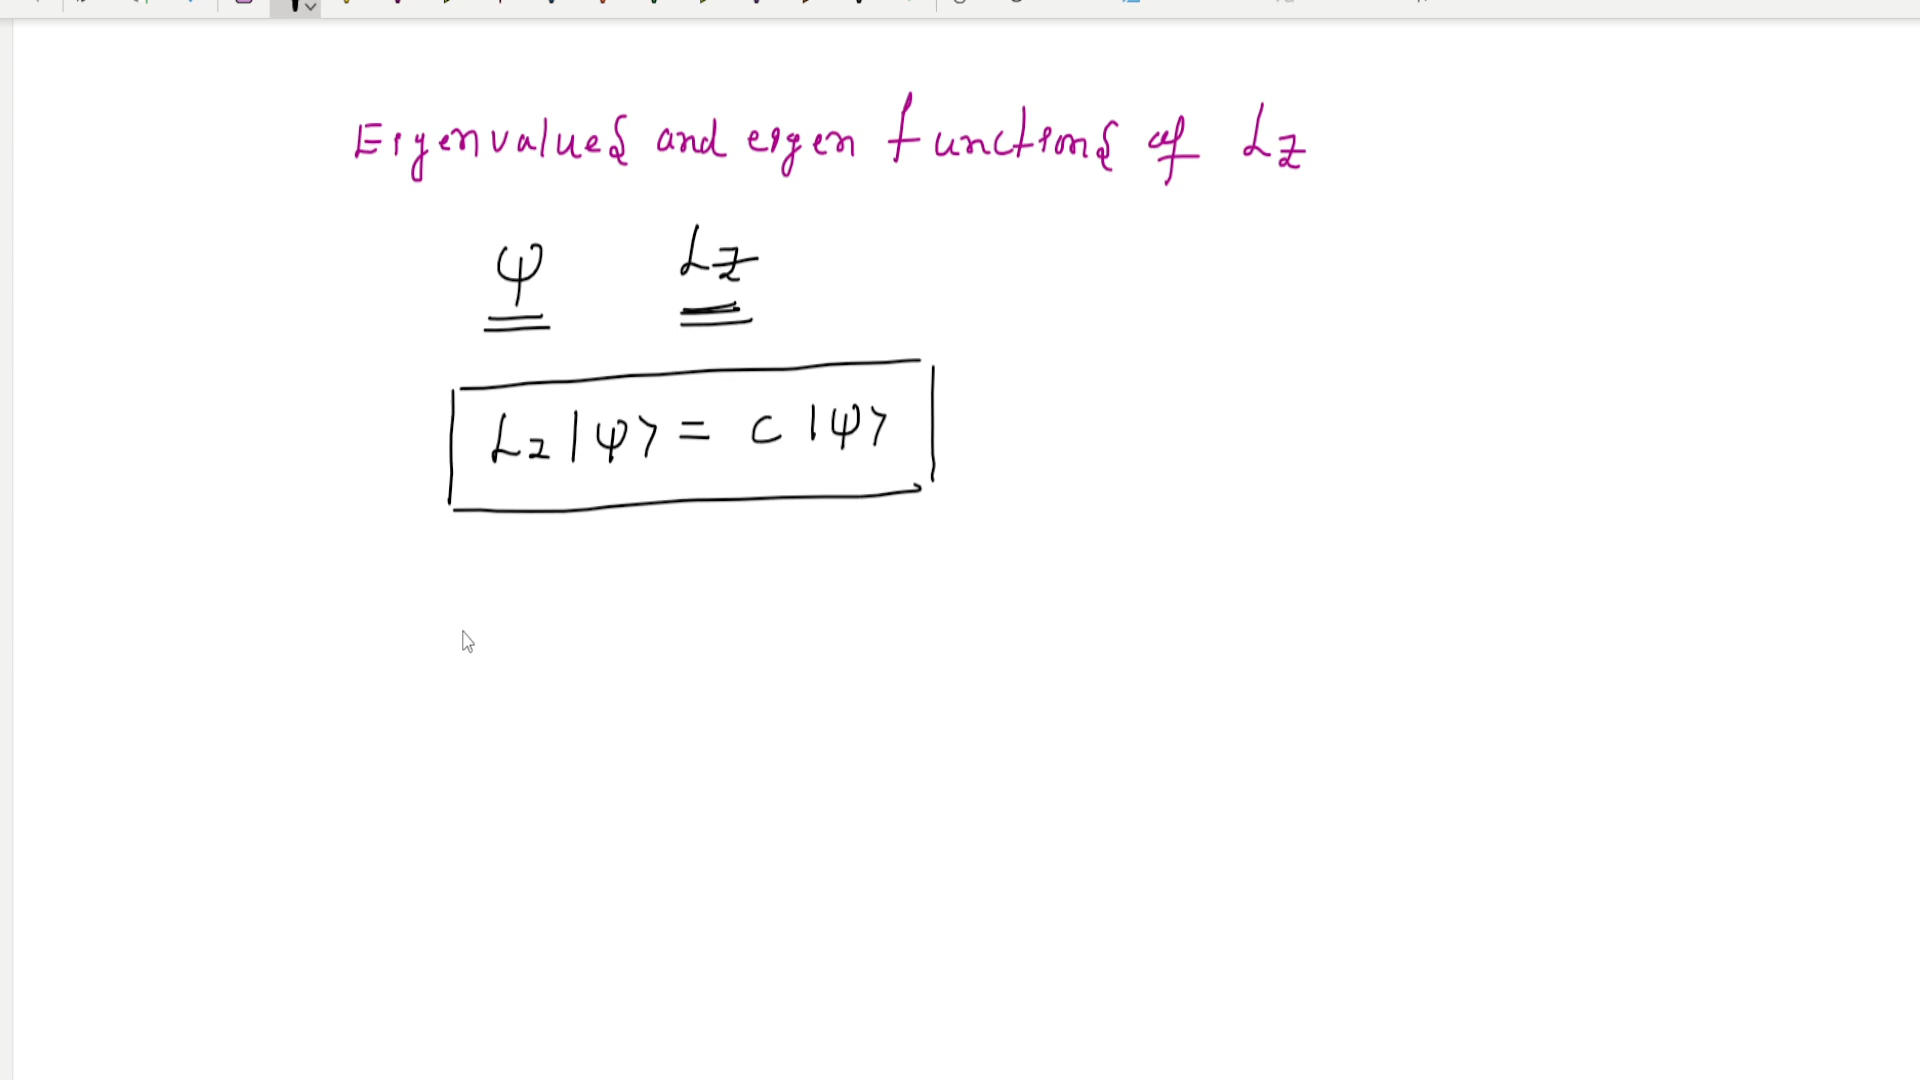 Eigenvalues and eigen functions of Lz
ψ Lz
Lz|ψ> = c |ψ>